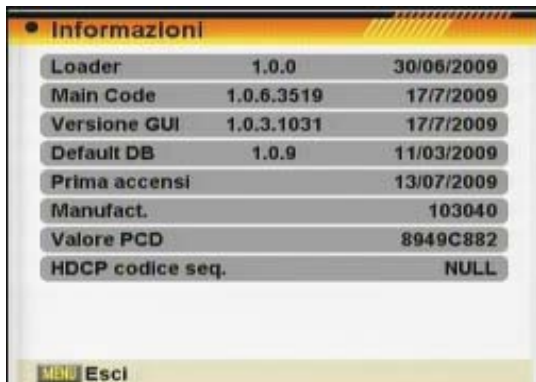 Informazioni
Loader 1.0.0 30/06/2009
Main Code 1.0.6.3519 17/7/2009
Versione GUI 1.0.3.1031 17/7/2009
Default DB 1.0.9 11/03/2009
Prima accensi 13/07/2009
Manufact. 103040
Valore PCD 8949C882
HDCP codice seq. NULL
MENU Esci